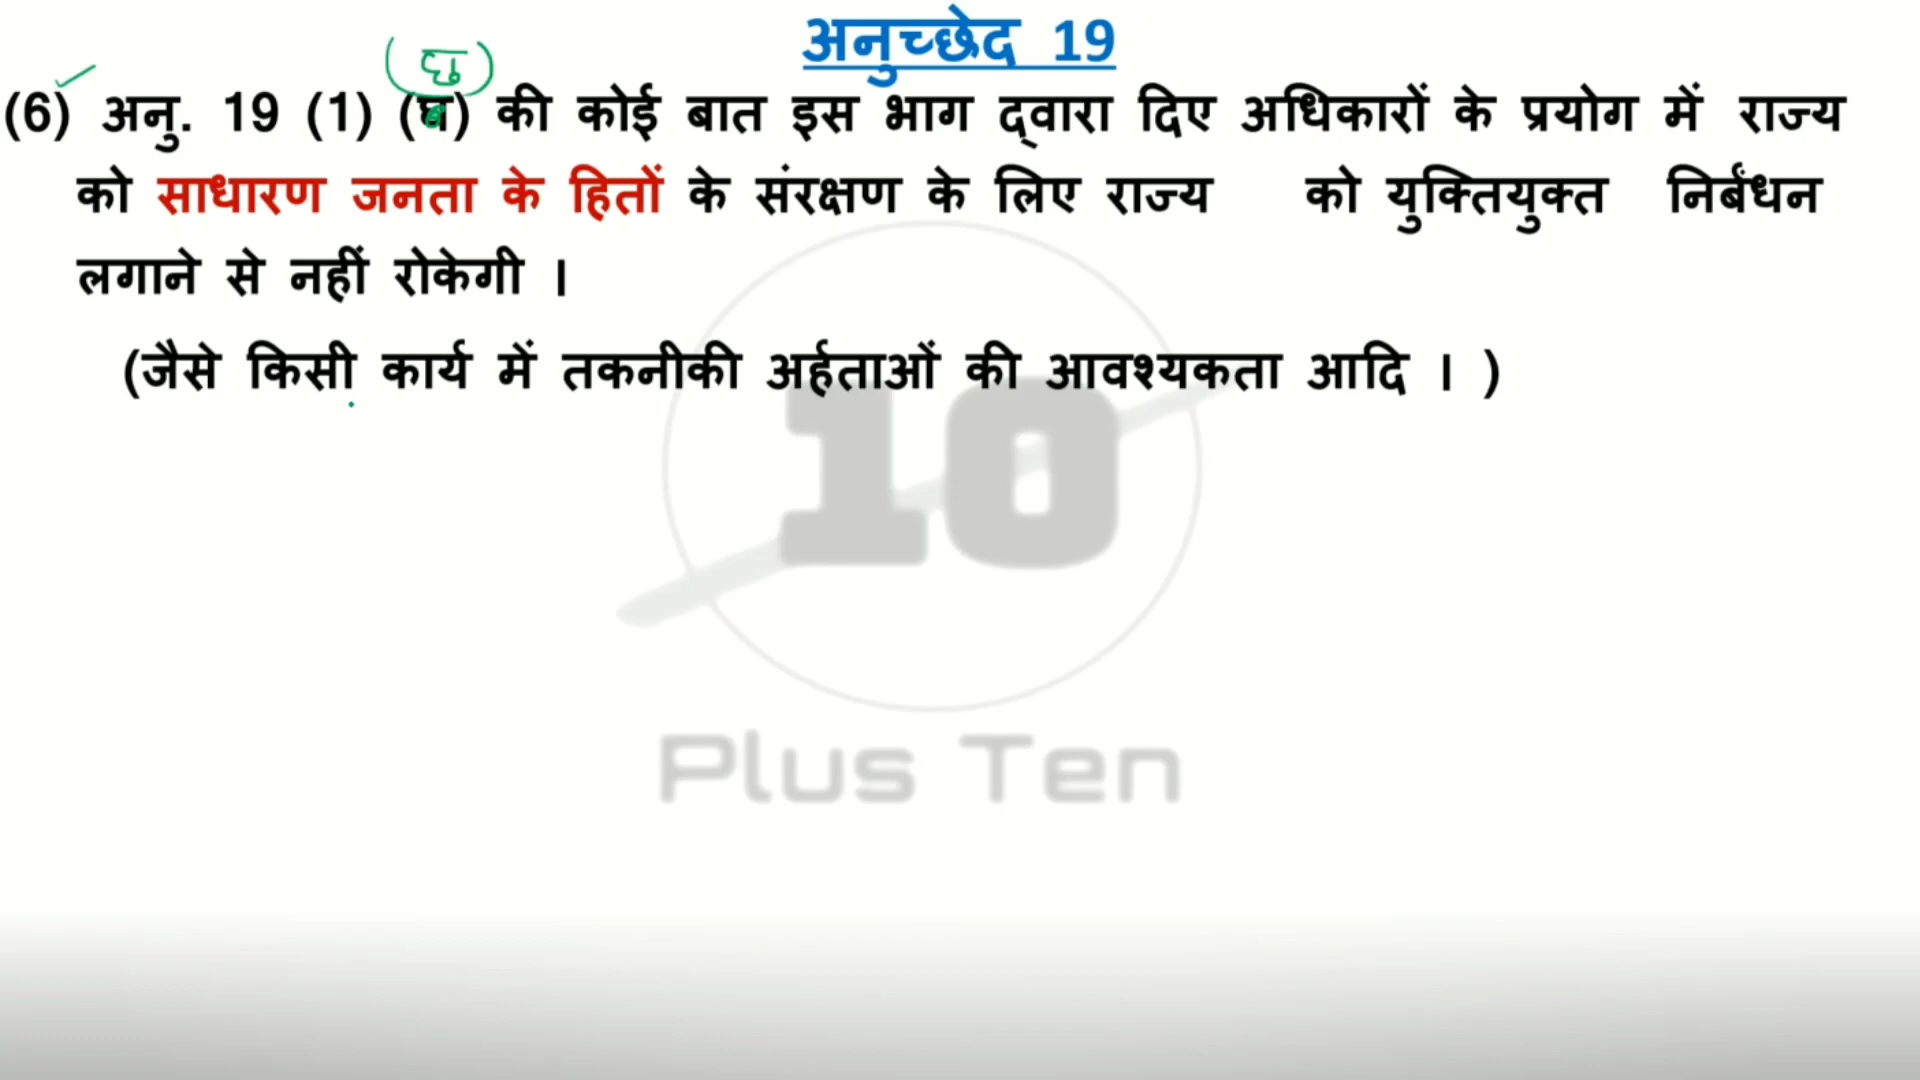 अनुच्छेद 19
(छ)
(6) अनु. 19 (1) (घ) की कोई बात इस भाग द्वारा दिए अधिकारों के प्रयोग में राज्य
को साधारण जनता के हितों के संरक्षण के लिए राज्य को युक्तियुक्त निर्बंधन
लगाने से नहीं रोकेगी ।
(जैसे किसी कार्य में तकनीकी अर्हताओं की आवश्यकता आदि । )
10
Plus Ten